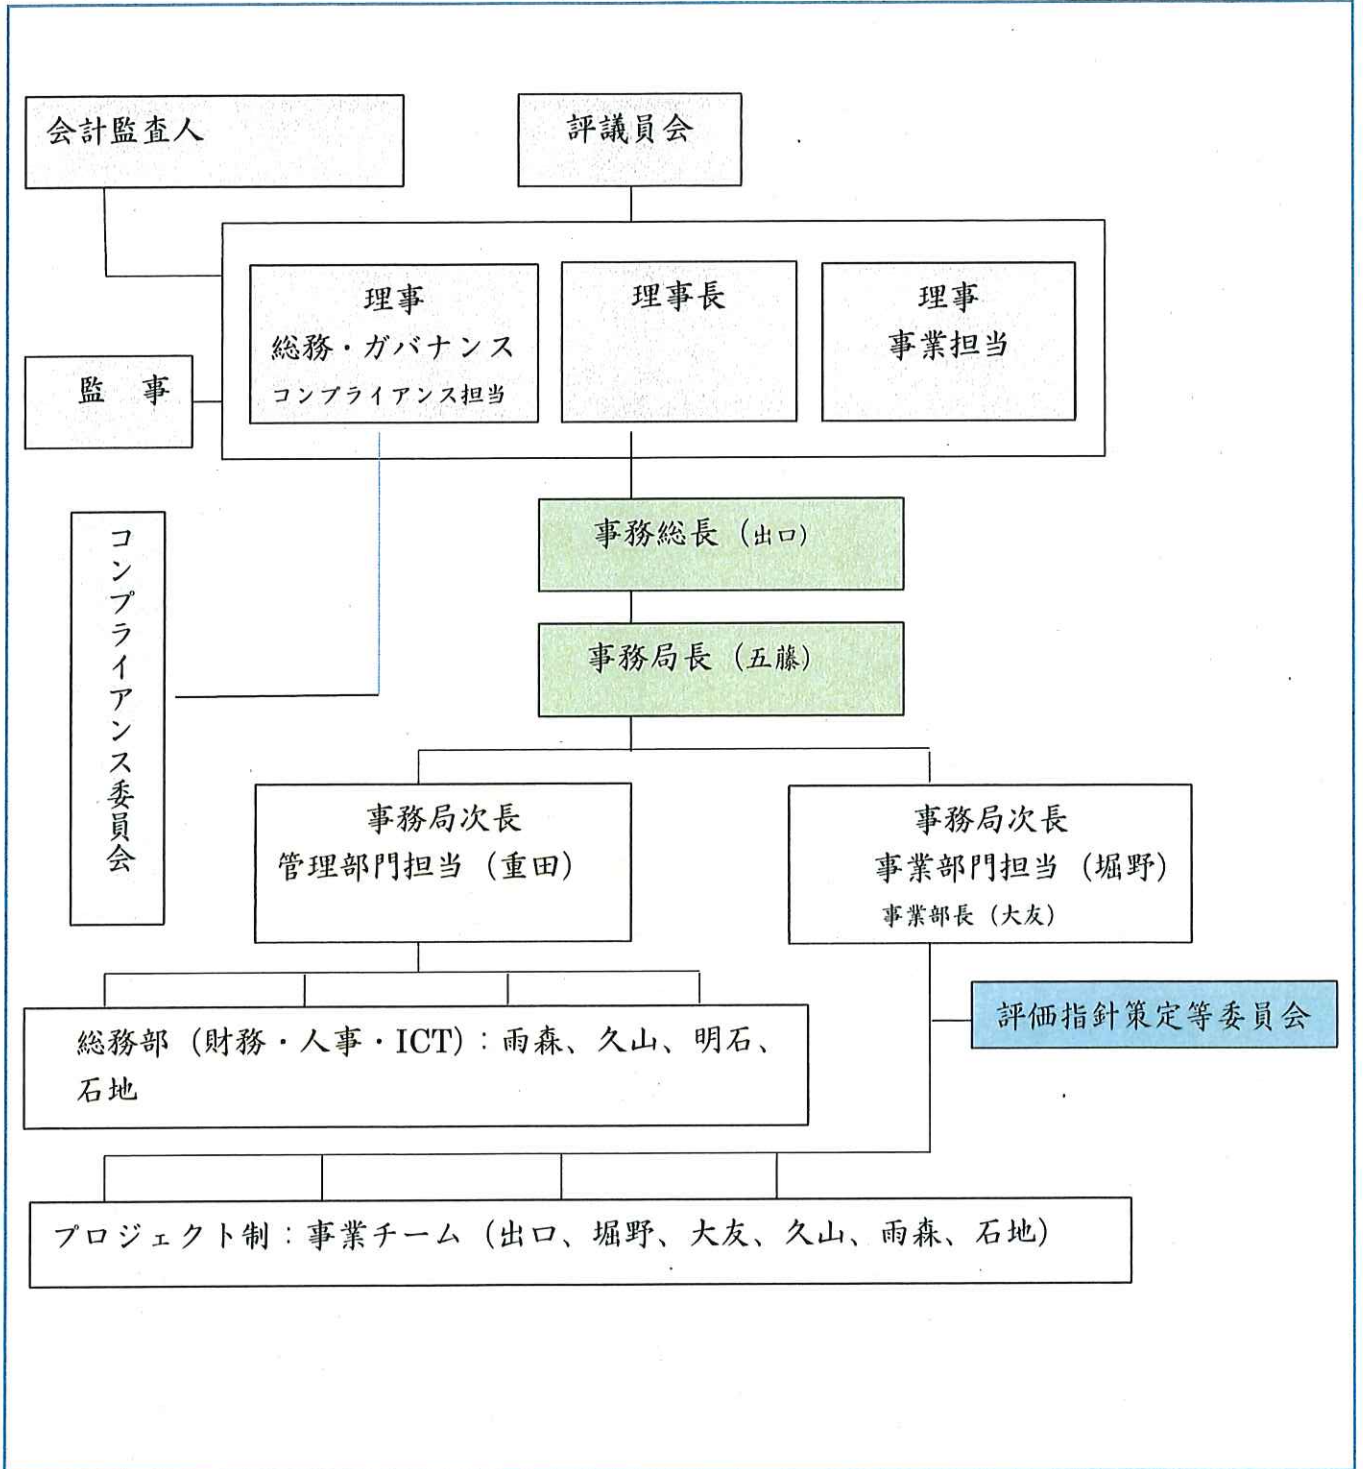 会計監査人
評議員会
理事
総務・ガバナンス
コンプライアンス担当
理事長
理事
事業担当
監　事
コンプライアンス委員会
事務総長（出口）
事務局長（五藤）
事務局次長
管理部門担当（重田）
事務局次長
事業部門担当（堀野）
事業部長（大友）
評価指針策定等委員会
総務部（財務・人事・ICT）：雨森、久山、明石、
石地
プロジェクト制：事業チーム（出口、堀野、大友、久山、雨森、石地）